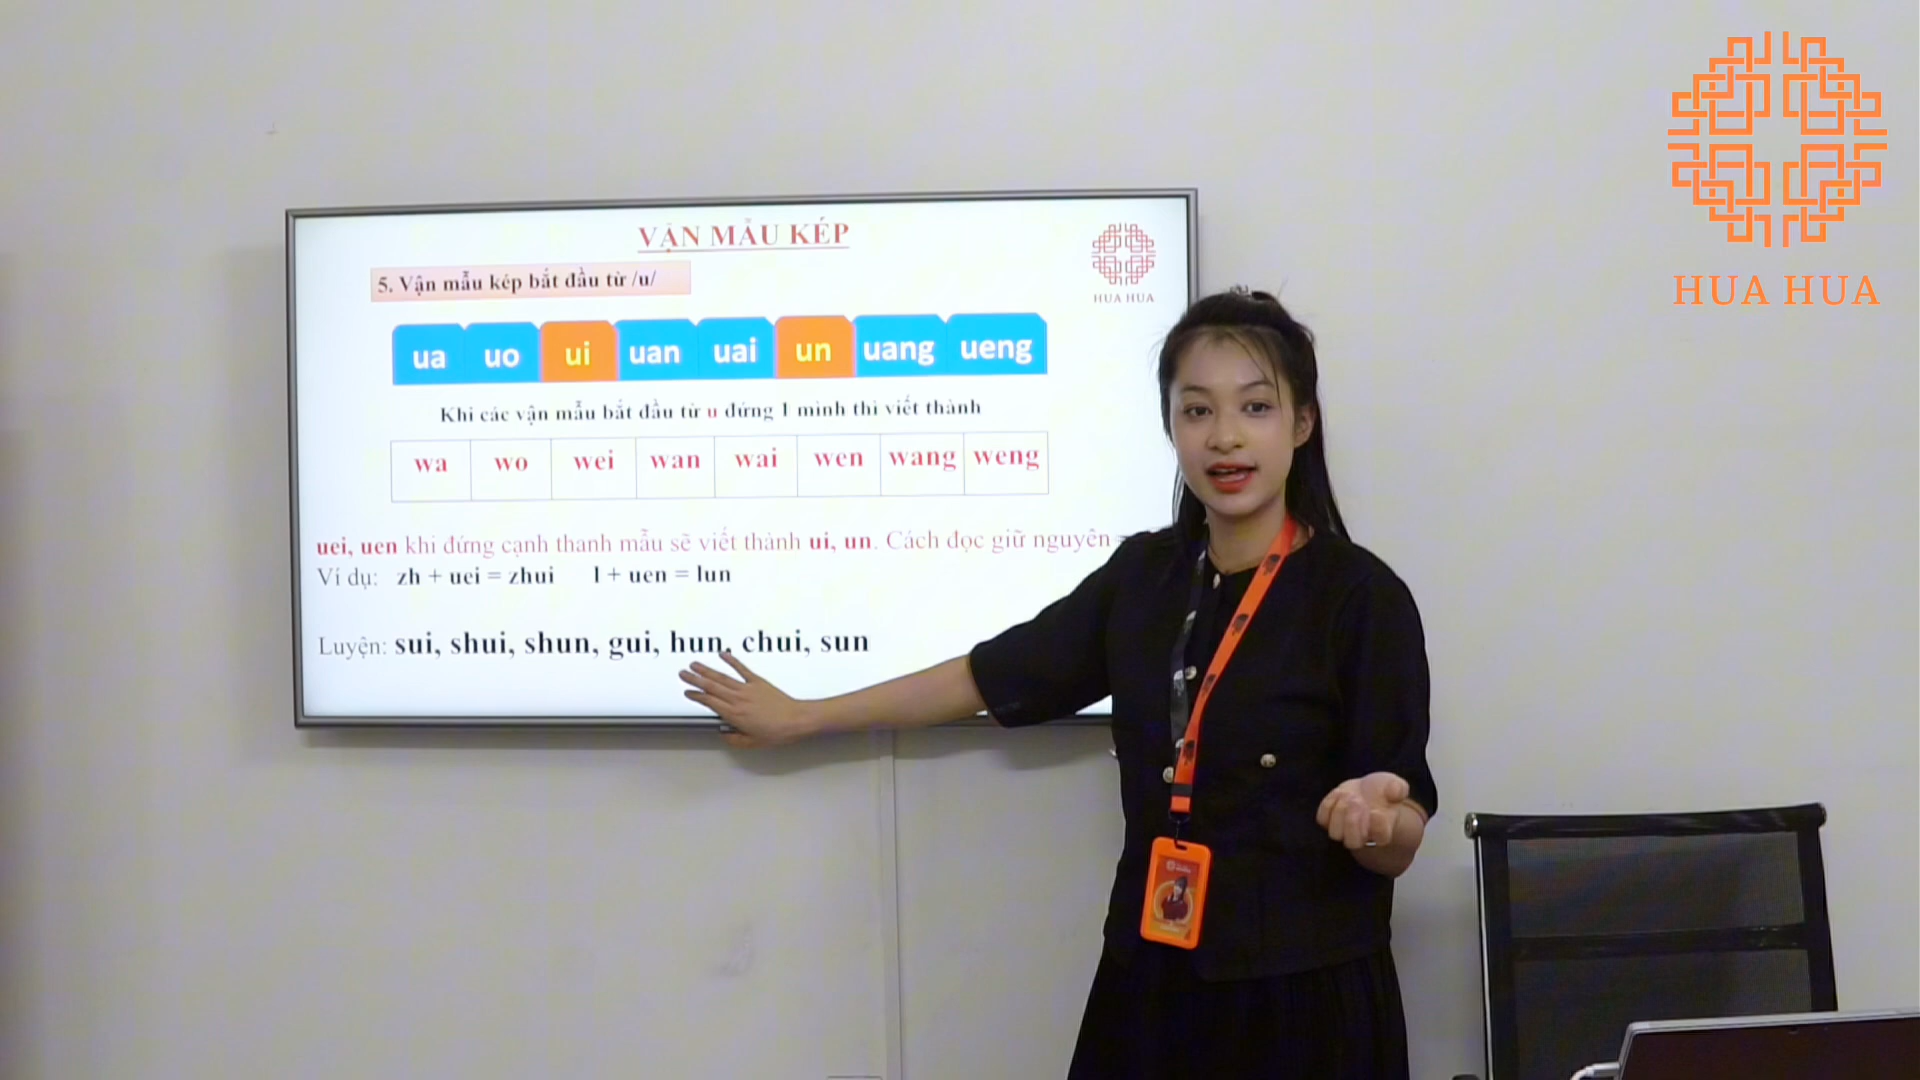 HUA HUA
VẬN MẪU KÉP
HUA HUA
5. Vận mẫu kép bắt đầu từ /u/
ua uo ui uan uai un uang ueng
Khi các vận mẫu bắt đầu từ u đứng 1 mình thì viết thành
wa wo wei wan wai wen wang weng
uei, uen khi đứng cạnh thanh mẫu sẽ viết thành ui, un. Cách đọc giữ nguyên =
Ví dụ: zh + uei = zhui l + uen = lun
Luyện: sui, shui, shun, gui, hun, chui, sun